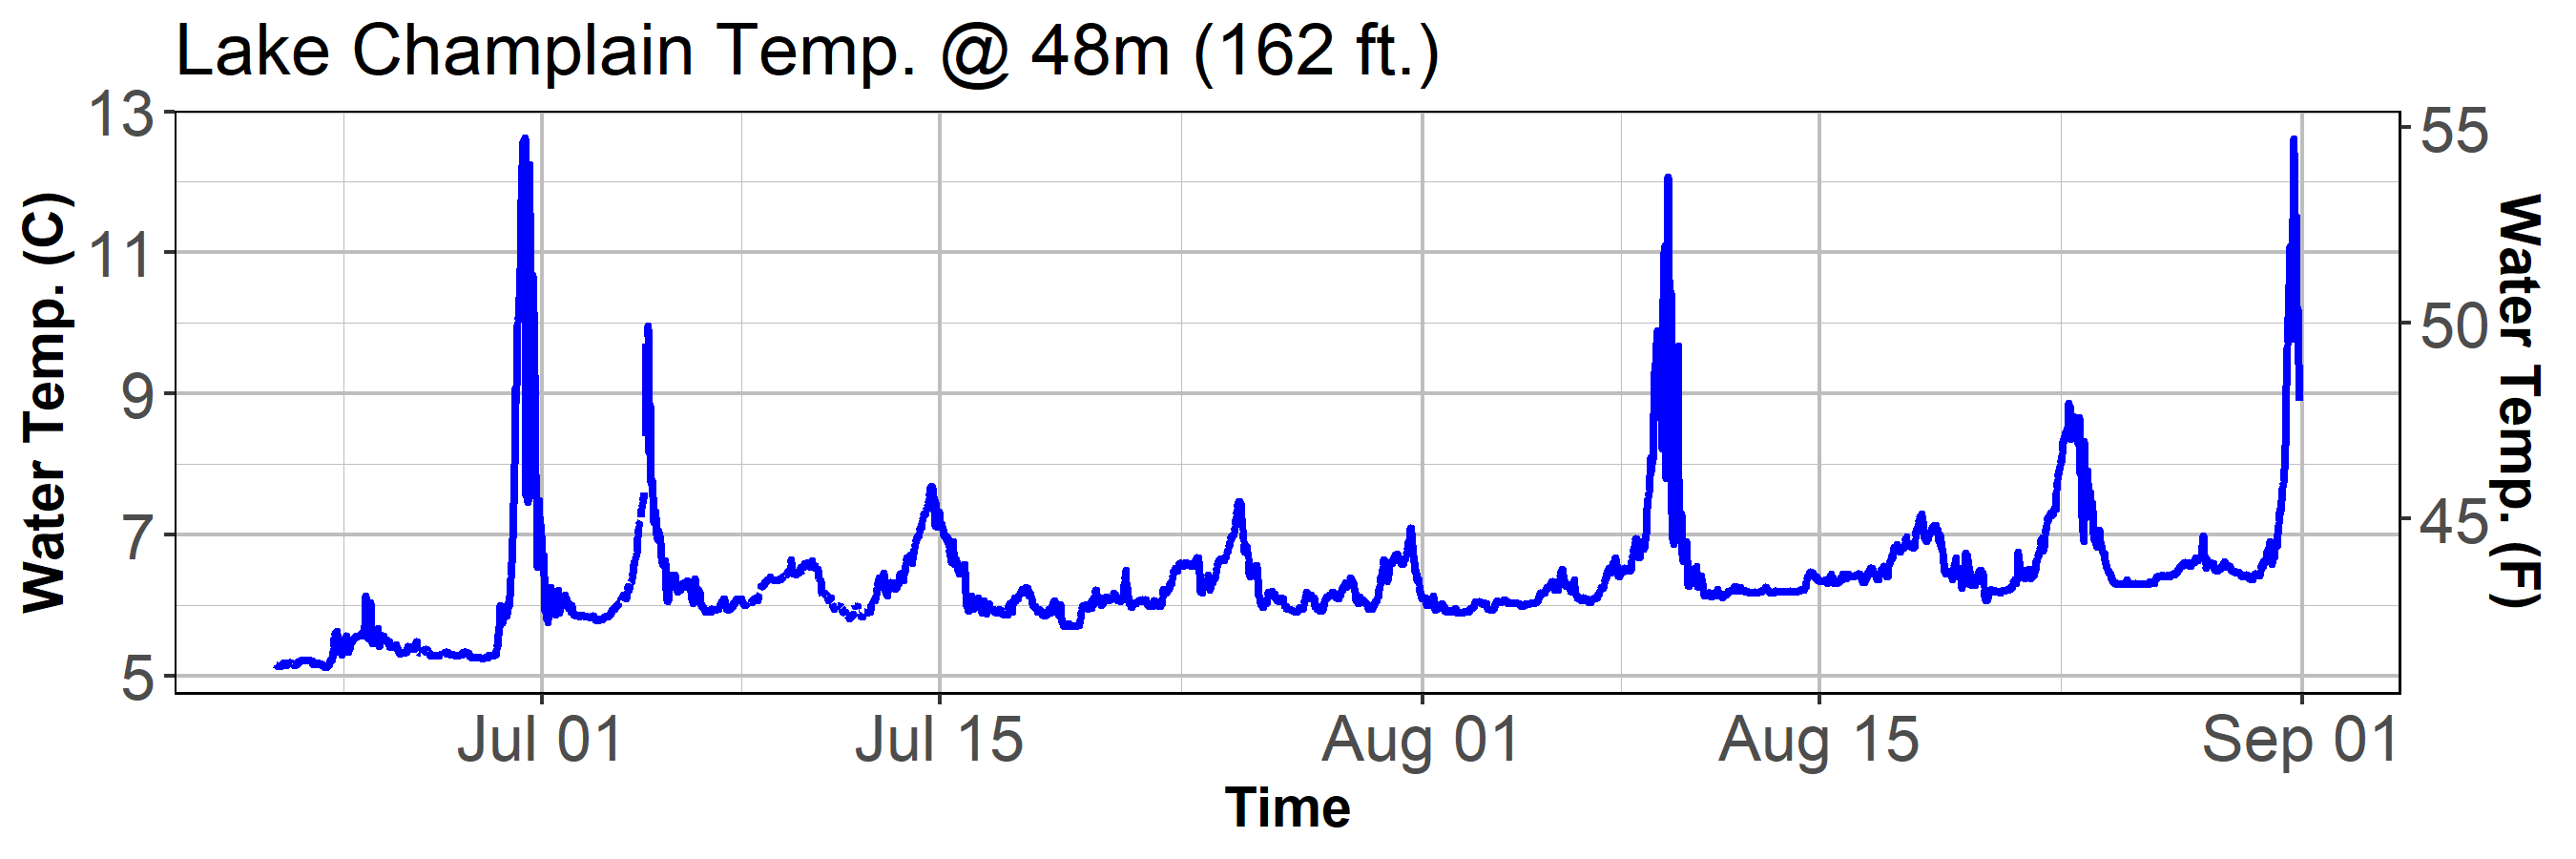 Lake Champlain Temp. @ 48m (162 ft.)
13
11
9
7
5
Water Temp. (C)
55
50
45
Water Temp. (F)
Jul 01
Jul 15
Aug 01
Aug 15
Sep 01
Time